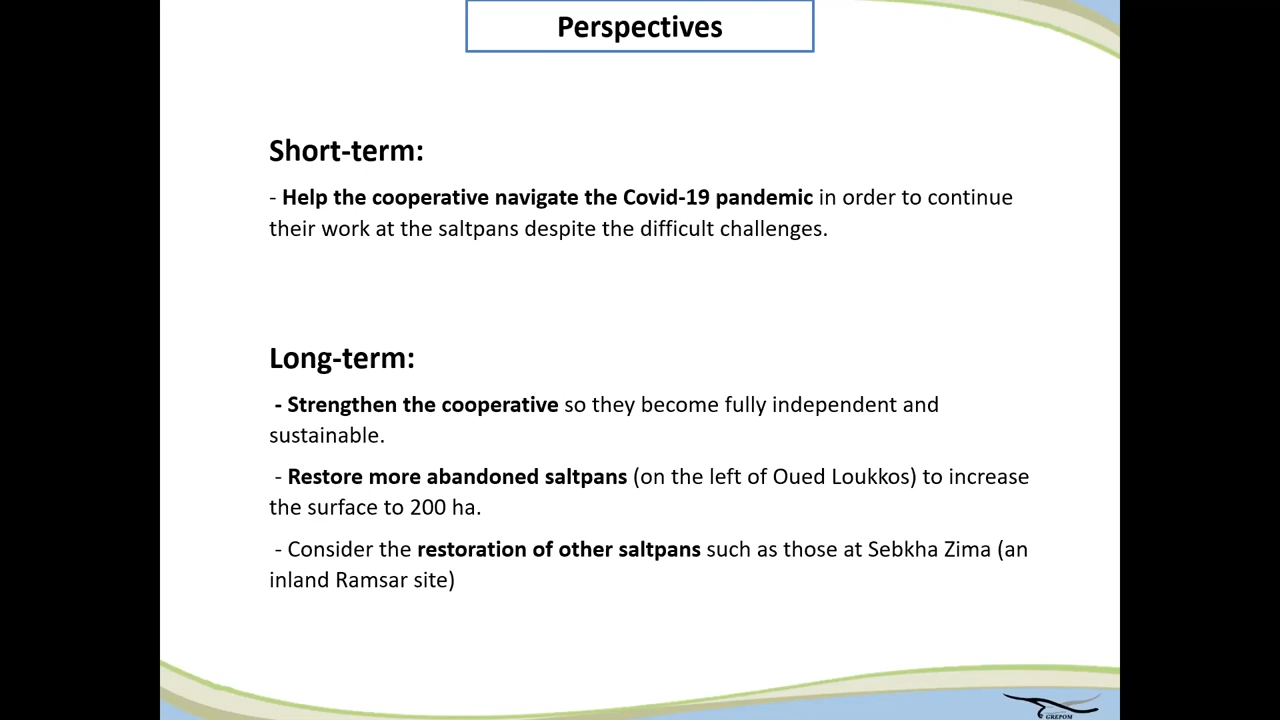 Perspectives
Short-term:
- Help the cooperative navigate the Covid-19 pandemic in order to continue
their work at the saltpans despite the difficult challenges.
Long-term:
- Strengthen the cooperative so they become fully independent and
sustainable.
- Restore more abandoned saltpans (on the left of Oued Loukkos) to increase
the surface to 200 ha.
- Consider the restoration of other saltpans such as those at Sebkha Zima (an
inland Ramsar site)
GREPOM